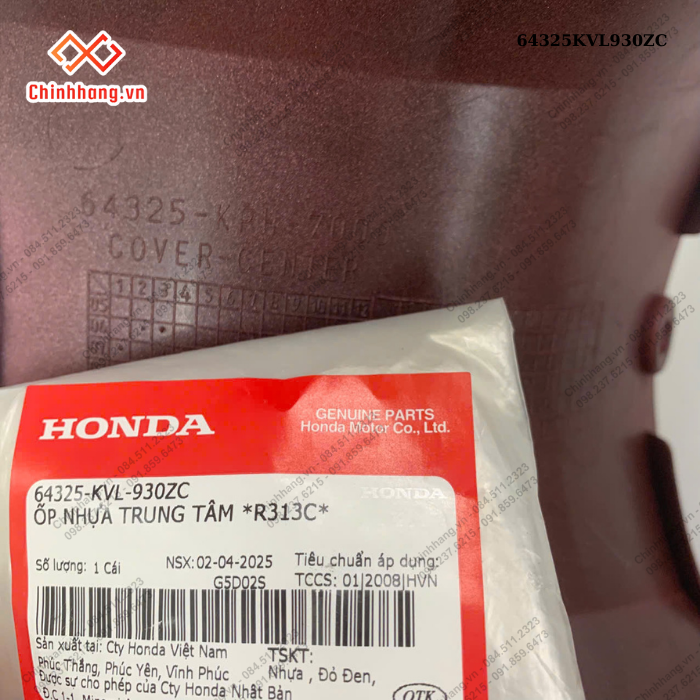 64325KVL930ZC
Chinhhang.vn
COVER-CENTER
1 2 3 4 5 6 7 8 9 10 11 12
HONDA
GENUINE PARTS
Honda Motor Co., Ltd.
64325-KVL-930ZC
HONDA
ỐP NHỰA TRUNG TÂM *R313C*
Số lượng: 1 Cái
NSX: 02-04-2025
Tiêu chuẩn áp dụng:
G5D02S
TCCS: 01|2008|HVN
Sản xuất tại: Cty Honda Việt Nam
TSKT:
Phúc Thắng, Phúc Yên, Vĩnh Phúc
Nhựa , Đỏ Đen,
Được sự cho phép của Cty Honda Nhật Bản
QTK